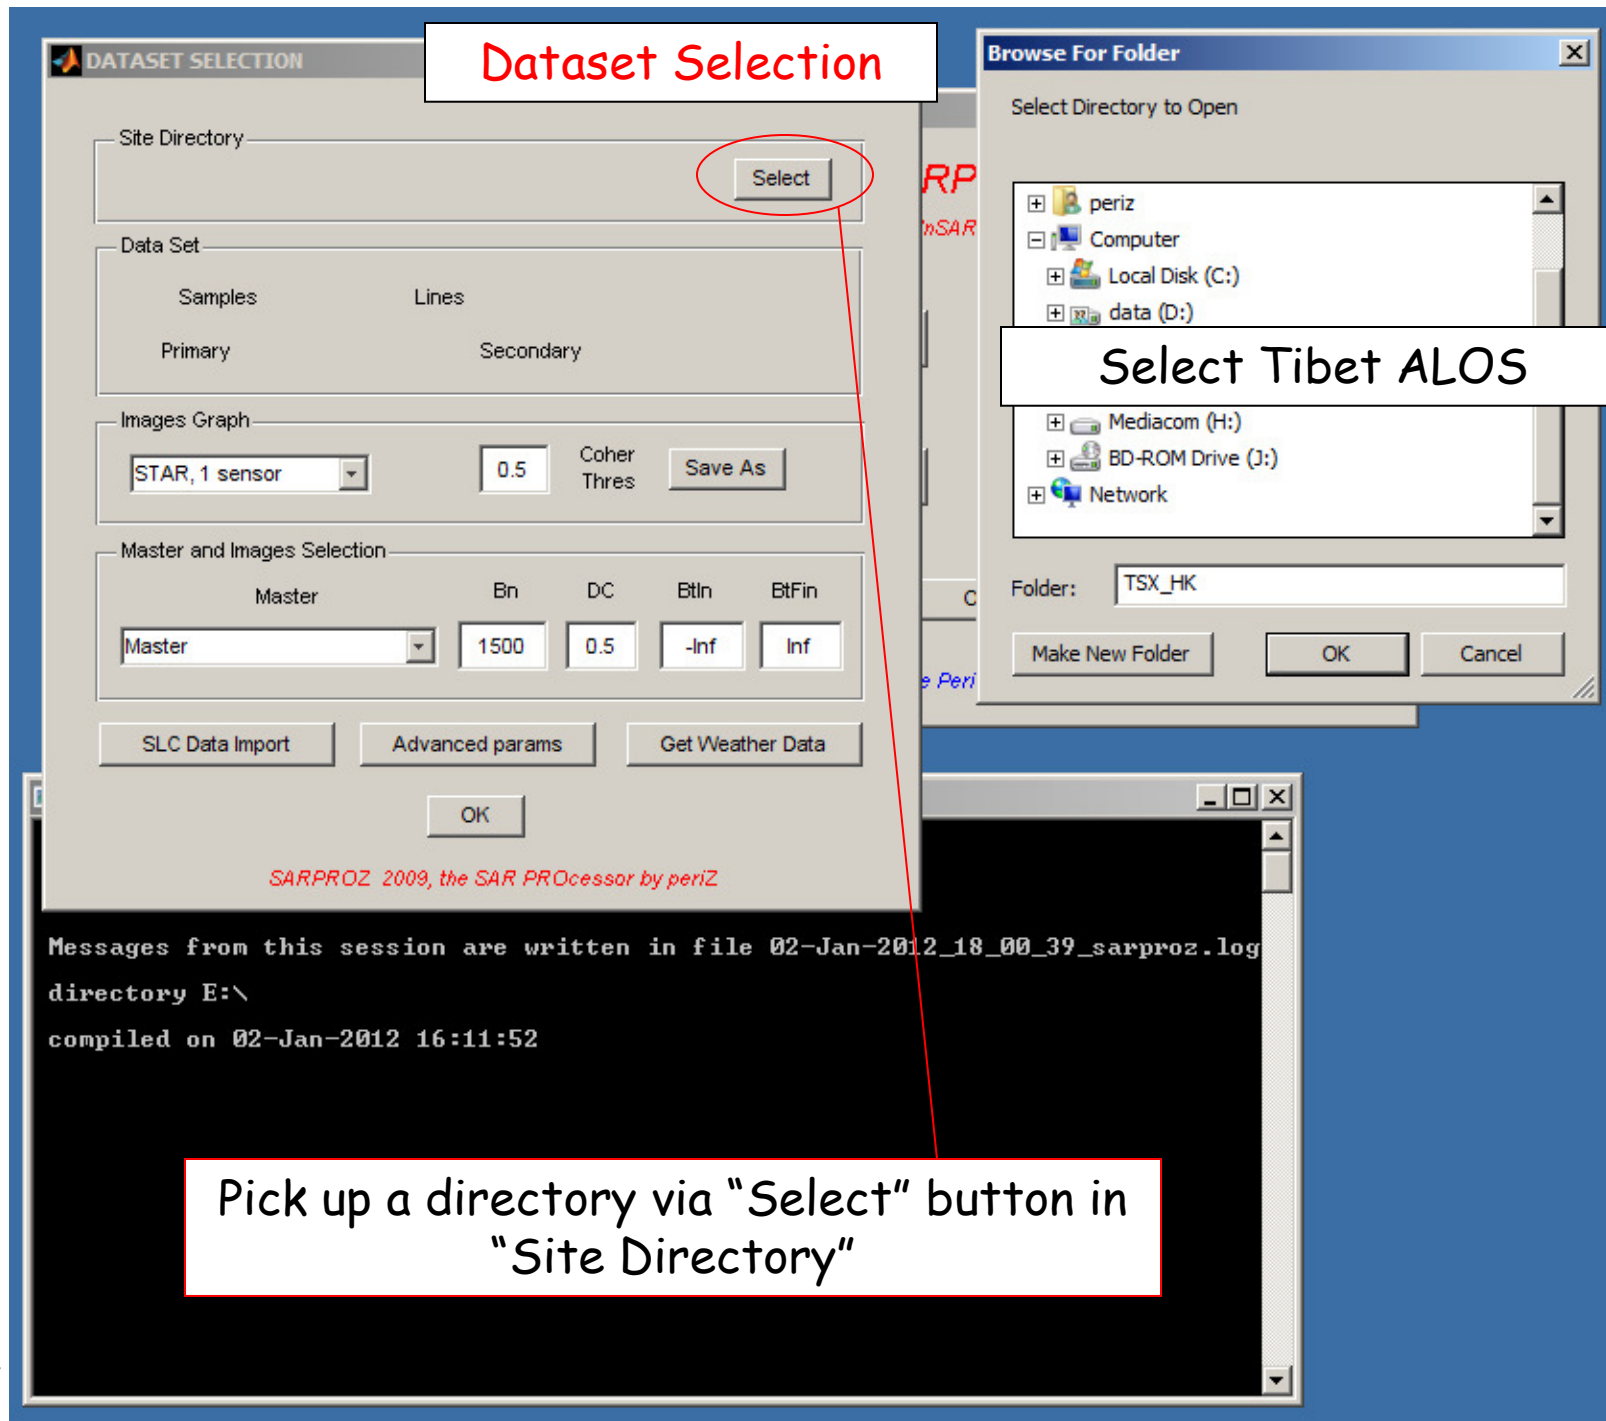 DATASET SELECTION
Dataset Selection
Site Directory
Select
Data Set
Samples Lines
Primary Secondary
Images Graph
STAR, 1 sensor 0.5 Coher Thres Save As
Master and Images Selection
Master Bn DC BtIn BtFin
Master 1500 0.5 -Inf Inf
SLC Data Import Advanced params Get Weather Data
OK
SARPROZ 2009, the SAR PROcessor by periZ
RP
InSAR
C
e Peri
Browse For Folder
Select Directory to Open
periz
Computer
Local Disk (C:)
data (D:)
Select Tibet ALOS
Mediacom (H:)
BD-ROM Drive (J:)
Network
Folder: TSX_HK
Make New Folder OK Cancel
Messages from this session are written in file 02-Jan-2012_18_00_39_sarproz.log
directory E:\
compiled on 02-Jan-2012 16:11:52
Pick up a directory via “Select” button in
“Site Directory”